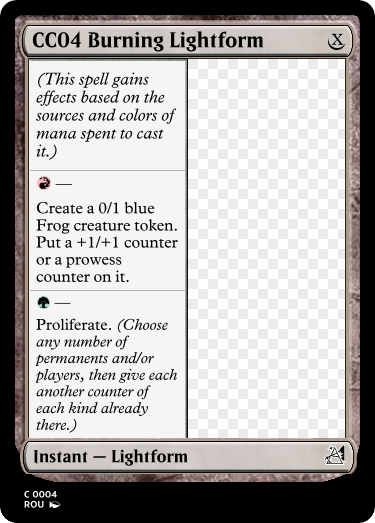 CC04 Burning Lightform X
(This spell gains
effects based on the
sources and colors of
mana spent to cast
it.)
—
Create a 0/1 blue
Frog creature token.
Put a +1/+1 counter
or a prowess
counter on it.
—
Proliferate. (Choose
any number of
permanents and/or
players, then give each
another counter of
each kind already
there.)
Instant — Lightform
C 0004
ROU